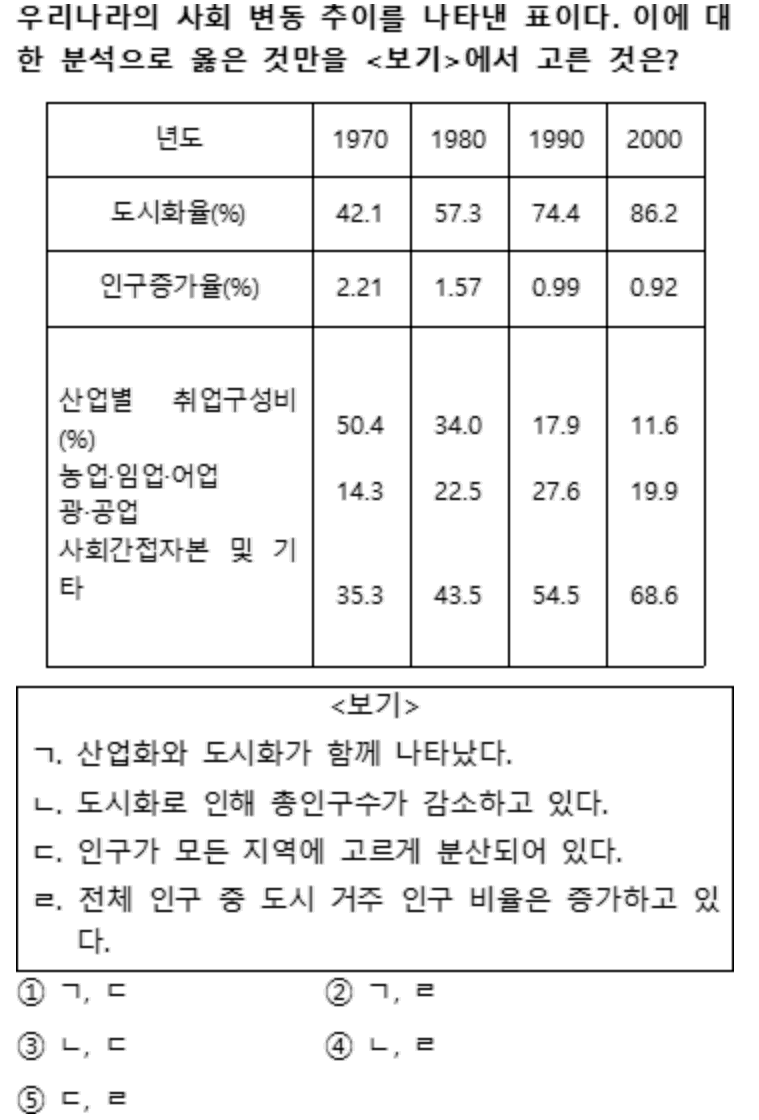 우리나라의 사회 변동 추이를 나타낸 표이다. 이에 대
한 분석으로 옳은 것만을 <보기>에서 고른 것은?
년도 1970 1980 1990 2000
도시화율(%) 42.1 57.3 74.4 86.2
인구증가율(%) 2.21 1.57 0.99 0.92
산업별 취업구성비
(%) 50.4 34.0 17.9 11.6
농업·임업·어업 14.3 22.5 27.6 19.9
광·공업
사회간접자본 및 기
타 35.3 43.5 54.5 68.6
<보기>
ㄱ. 산업화와 도시화가 함께 나타났다.
ㄴ. 도시화로 인해 총인구수가 감소하고 있다.
ㄷ. 인구가 모든 지역에 고르게 분산되어 있다.
ㄹ. 전체 인구 중 도시 거주 인구 비율은 증가하고 있
다.
① ㄱ, ㄷ ② ㄱ, ㄹ
③ ㄴ, ㄷ ④ ㄴ, ㄹ
⑤ ㄷ, ㄹ